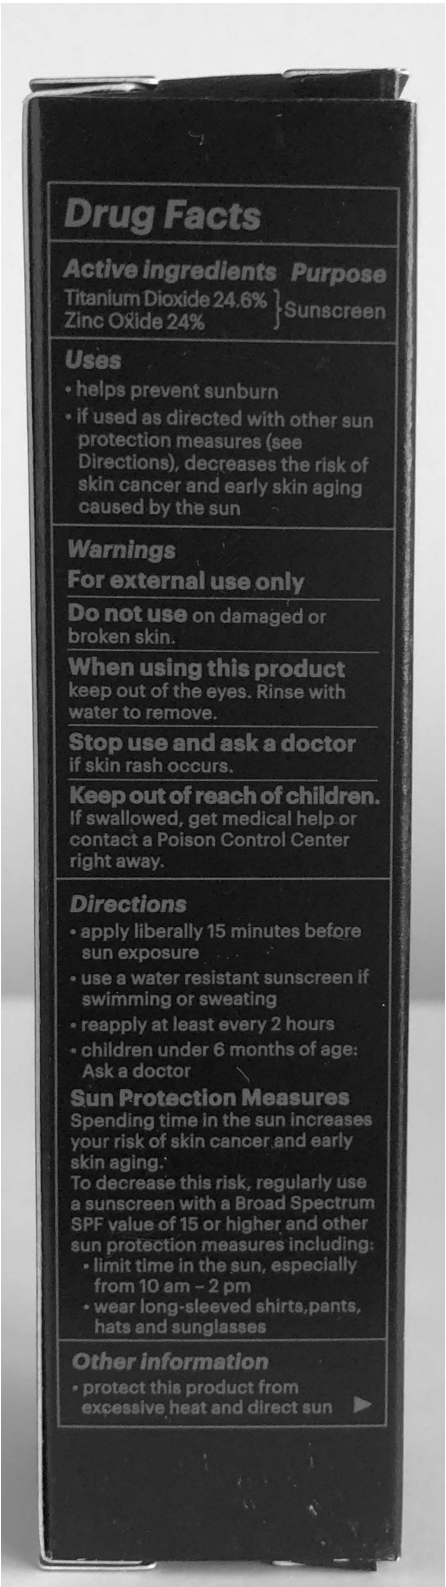 Drug Facts
Active ingredients Purpose
Titanium Dioxide 24.6%
Zinc Oxide 24%
} Sunscreen
Uses
• helps prevent sunburn
• if used as directed with other sun
protection measures (see
Directions), decreases the risk of
skin cancer and early skin aging
caused by the sun
Warnings
For external use only
Do not use on damaged or
broken skin.
When using this product
keep out of the eyes. Rinse with
water to remove.
Stop use and ask a doctor
if skin rash occurs.
Keep out of reach of children.
If swallowed, get medical help or
contact a Poison Control Center
right away.
Directions
• apply liberally 15 minutes before
sun exposure
• use a water resistant sunscreen if
swimming or sweating
• reapply at least every 2 hours
• children under 6 months of age:
Ask a doctor
Sun Protection Measures
Spending time in the sun increases
your risk of skin cancer and early
skin aging.
To decrease this risk, regularly use
a sunscreen with a Broad Spectrum
SPF value of 15 or higher and other
sun protection measures including:
• limit time in the sun, especially
from 10 am – 2 pm
• wear long-sleeved shirts,pants,
hats and sunglasses
Other information
• protect this product from
excessive heat and direct sun ▶